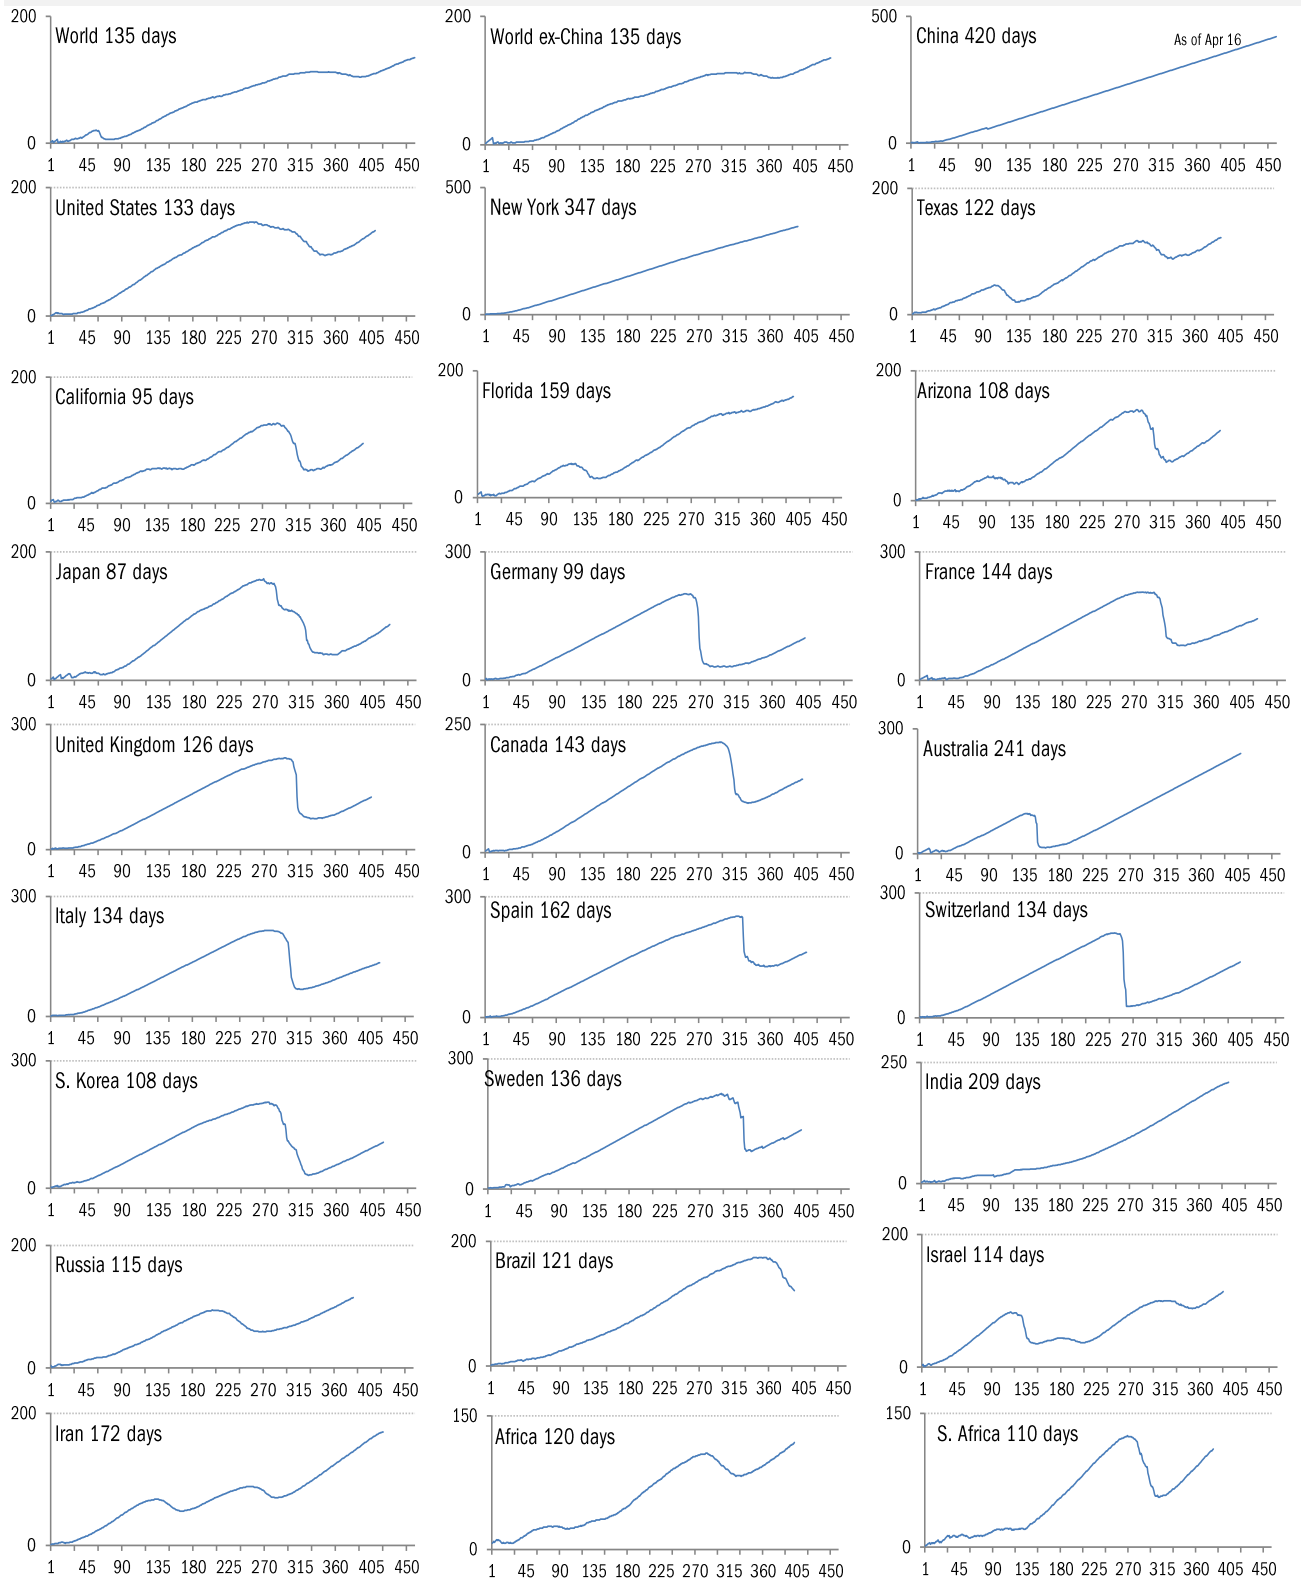 World 135 days
200
0
1 45 90 135 180 225 270 315 360 405 450
World ex-China 135 days
200
0
1 45 90 135 180 225 270 315 360 405 450
China 420 days
As of Apr 16
500
0
1 45 90 135 180 225 270 315 360 405 450
United States 133 days
200
0
1 45 90 135 180 225 270 315 360 405 450
New York 347 days
500
0
1 45 90 135 180 225 270 315 360 405 450
Texas 122 days
200
0
1 45 90 135 180 225 270 315 360 405 450
California 95 days
200
0
1 45 90 135 180 225 270 315 360 405 450
Florida 159 days
200
0
1 45 90 135 180 225 270 315 360 405 450
Arizona 108 days
200
0
1 45 90 135 180 225 270 315 360 405 450
Japan 87 days
200
0
1 45 90 135 180 225 270 315 360 405 450
Germany 99 days
300
0
1 45 90 135 180 225 270 315 360 405 450
France 144 days
300
0
1 45 90 135 180 225 270 315 360 405 450
United Kingdom 126 days
300
0
1 45 90 135 180 225 270 315 360 405 450
Canada 143 days
250
0
1 45 90 135 180 225 270 315 360 405 450
Australia 241 days
300
0
1 45 90 135 180 225 270 315 360 405 450
Italy 134 days
300
0
1 45 90 135 180 225 270 315 360 405 450
Spain 162 days
300
0
1 45 90 135 180 225 270 315 360 405 450
Switzerland 134 days
300
0
1 45 90 135 180 225 270 315 360 405 450
S. Korea 108 days
300
0
1 45 90 135 180 225 270 315 360 405 450
Sweden 136 days
300
0
1 45 90 135 180 225 270 315 360 405 450
India 209 days
250
0
1 45 90 135 180 225 270 315 360 405 450
Russia 115 days
200
0
1 45 90 135 180 225 270 315 360 405 450
Brazil 121 days
200
0
1 45 90 135 180 225 270 315 360 405 450
Israel 114 days
200
0
1 45 90 135 180 225 270 315 360 405 450
Iran 172 days
200
0
1 45 90 135 180 225 270 315 360 405 450
Africa 120 days
150
0
1 45 90 135 180 225 270 315 360 405 450
S. Africa 110 days
150
0
1 45 90 135 180 225 270 315 360 405 450